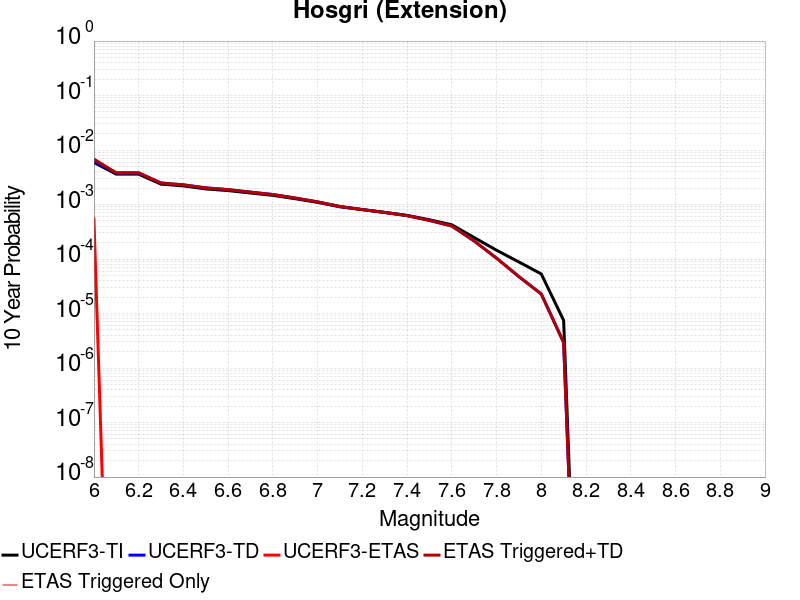 Hosgri (Extension)
10^0
10^-1
10^-2
10^-3
10^-4
10^-5
10^-6
10^-7
10^-8
10 Year Probability
6 6.2 6.4 6.6 6.8 7 7.2 7.4 7.6 7.8 8 8.2 8.4 8.6 8.8 9
Magnitude
UCERF3-TI UCERF3-TD UCERF3-ETAS ETAS Triggered+TD
ETAS Triggered Only